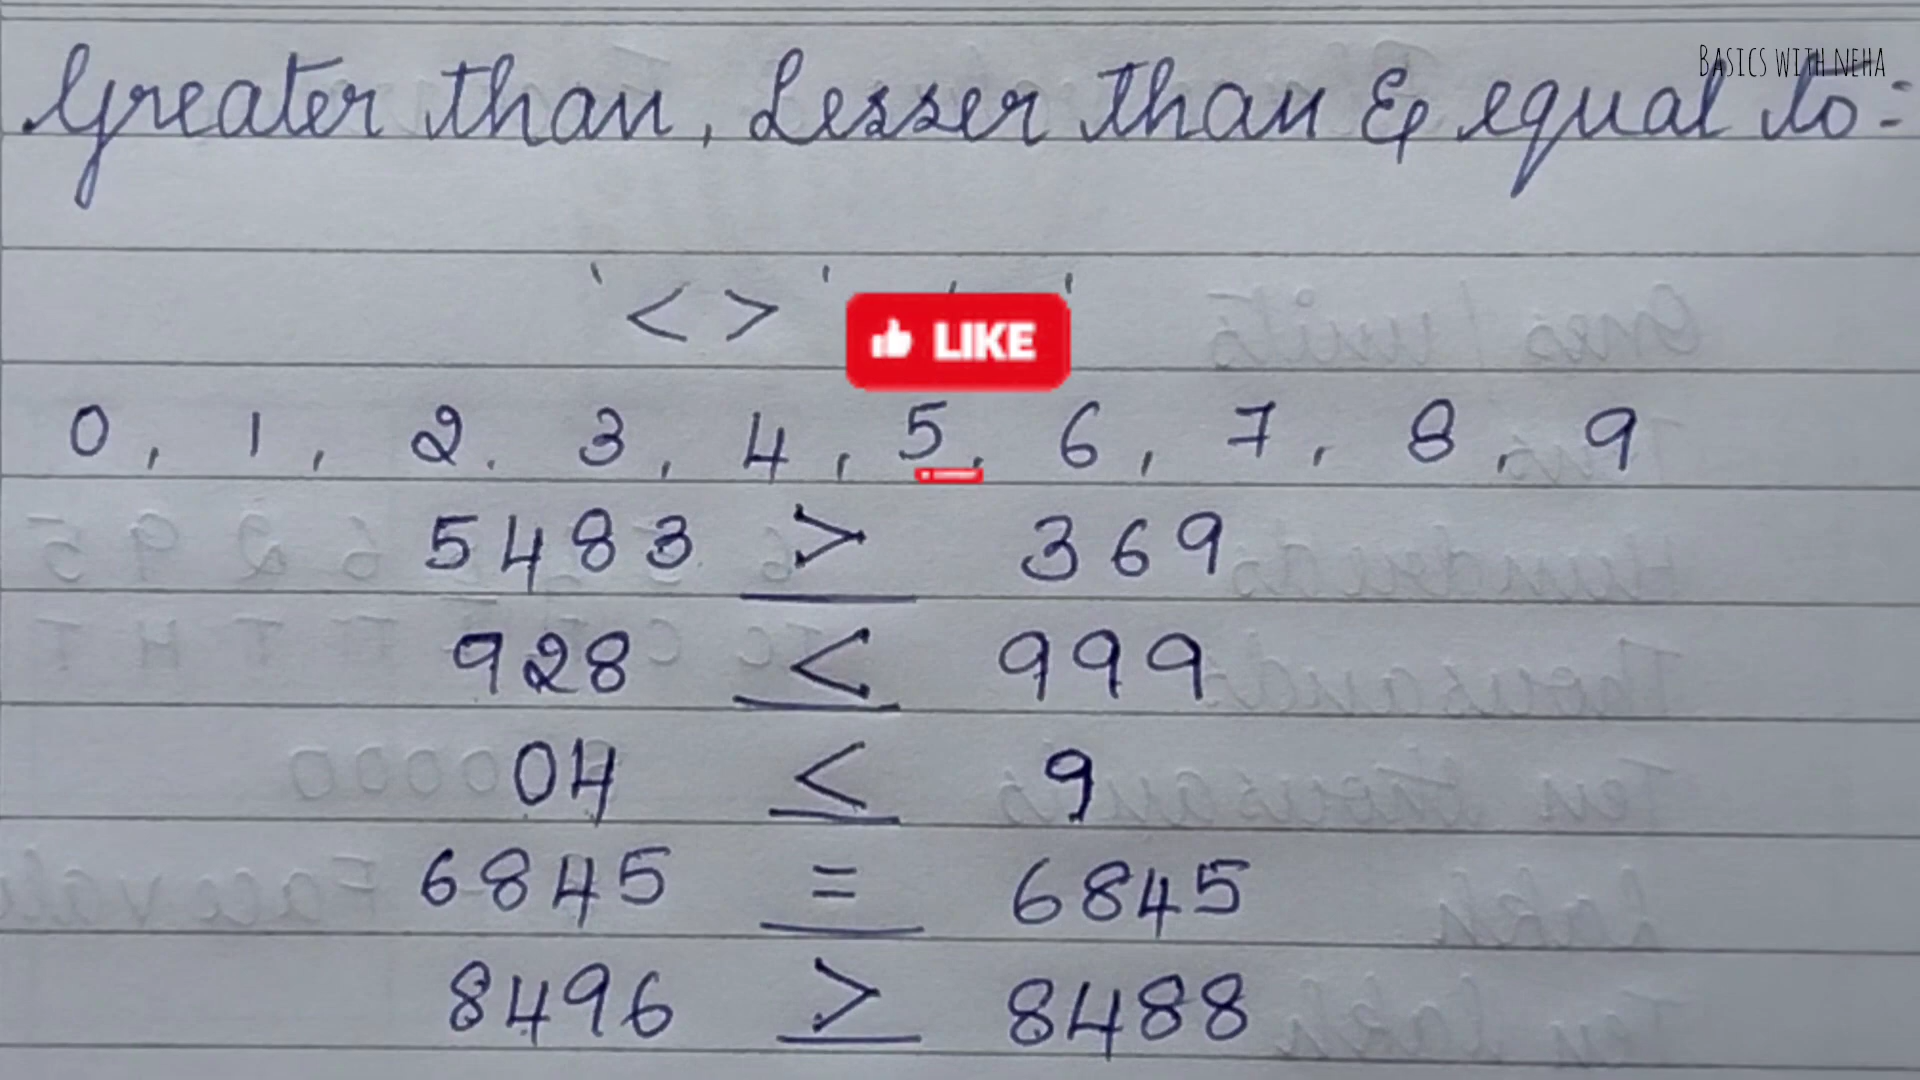 BASICS WITH NEHA
Greater than, Lesser than & equal to:
' < > ' '
LIKE
0, 1, 2. 3, 4, 5, 6, 7, 8, 9
5483 > 369
928 < 999
04 < 9
6845 = 6845
8496 > 8488